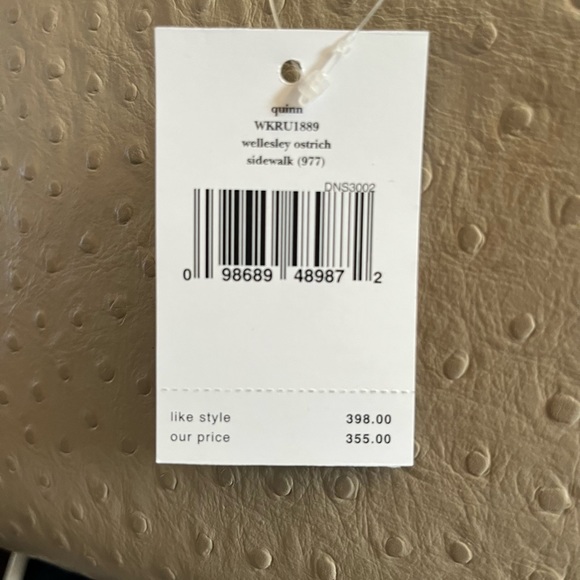 quinn
WKRU1889
wellesley ostrich
sidewalk (977)
DNS3002
0 98689 48987 2
like style 398.00
our price 355.00